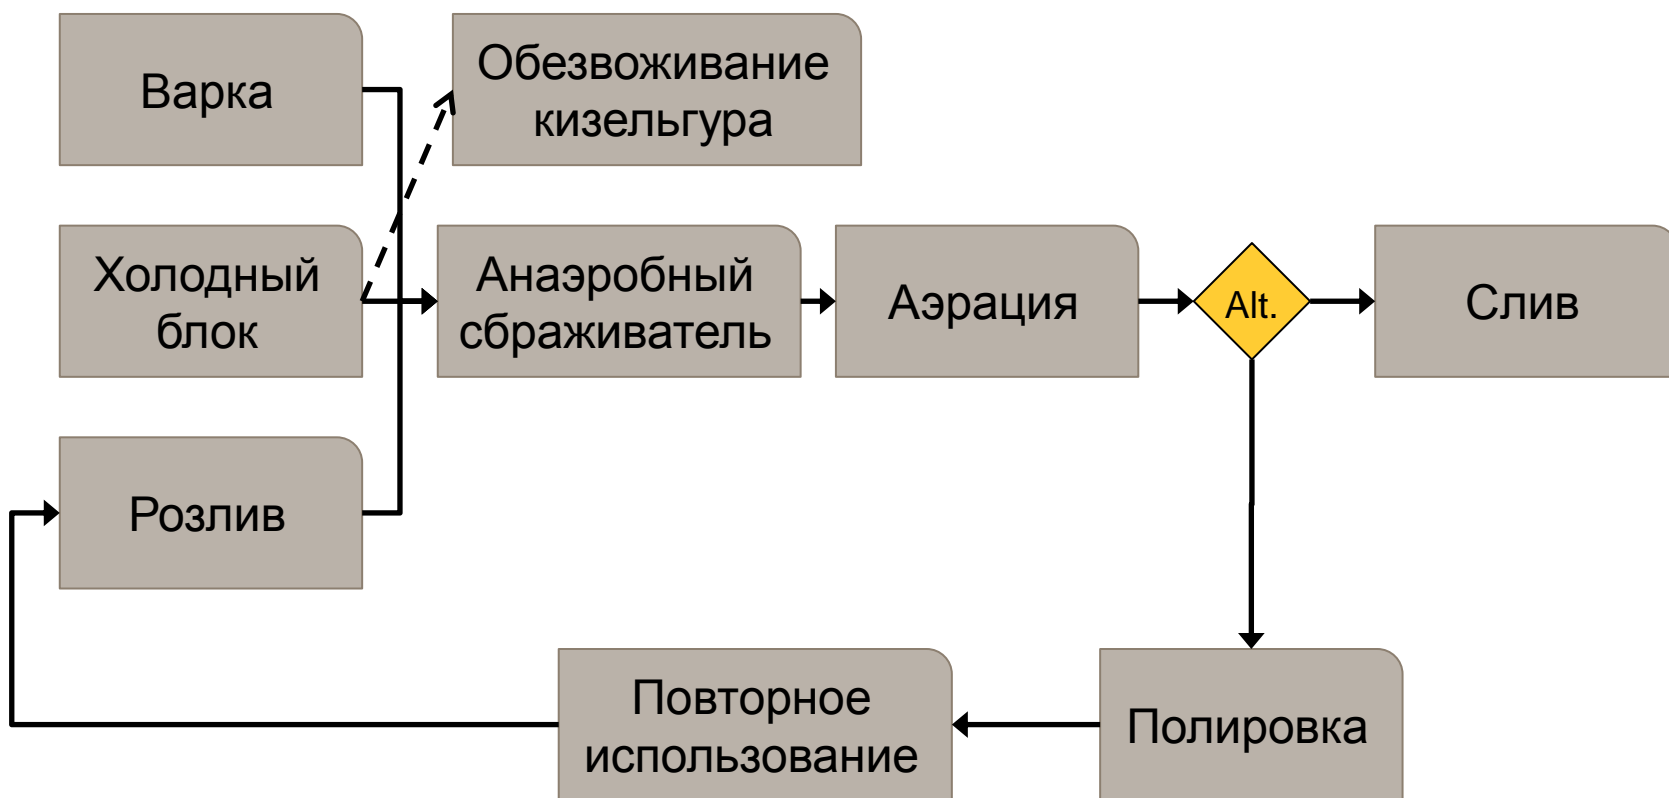 Варка
Обезвоживание
кизельгура
Холодный
блок
Анаэробный
сбраживатель
Аэрация
Alt.
Слив
Розлив
Повторное
использование
Полировка